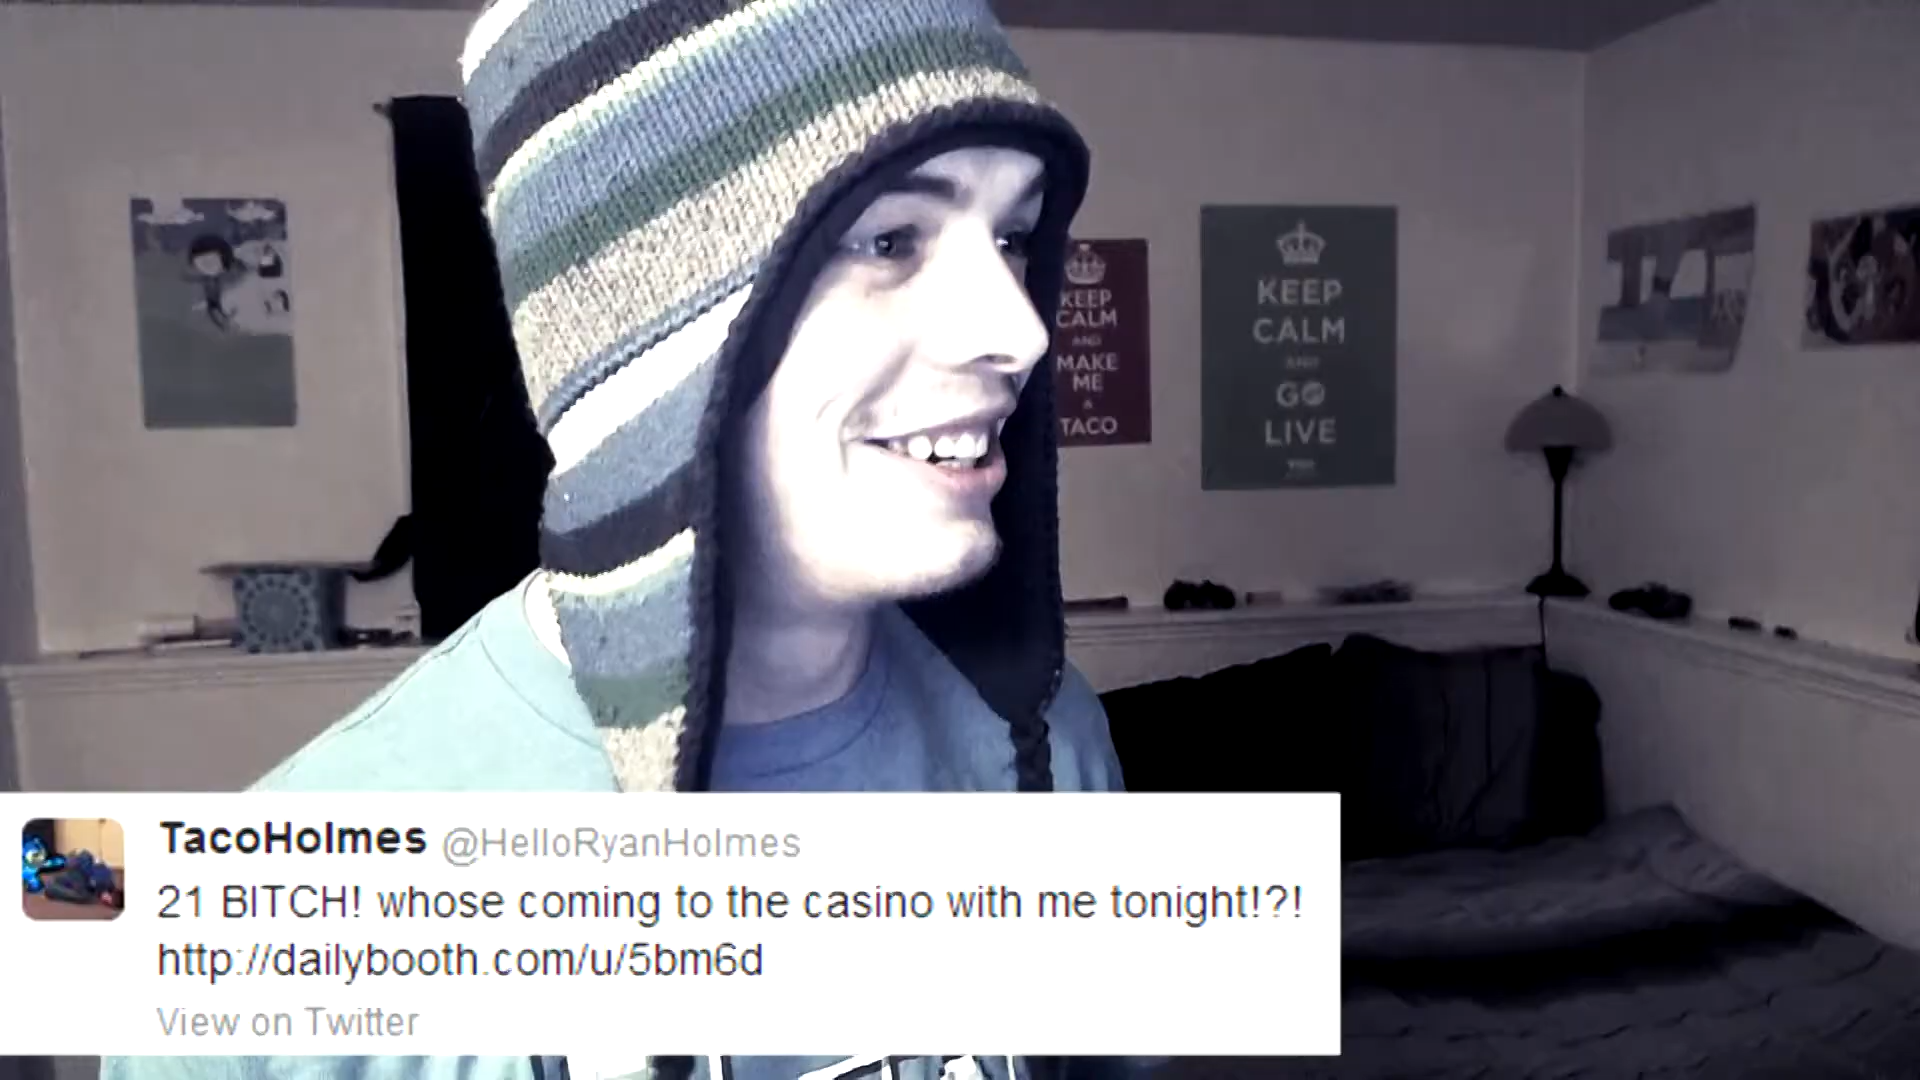 KEEP
CALM
AND
MAKE
ME
A
TACO
KEEP
CALM
AND
GO
LIVE
TacoHolmes @HelloRyanHolmes
21 BITCH! whose coming to the casino with me tonight!?!
http://dailybooth.com/u/5bm6d
View on Twitter